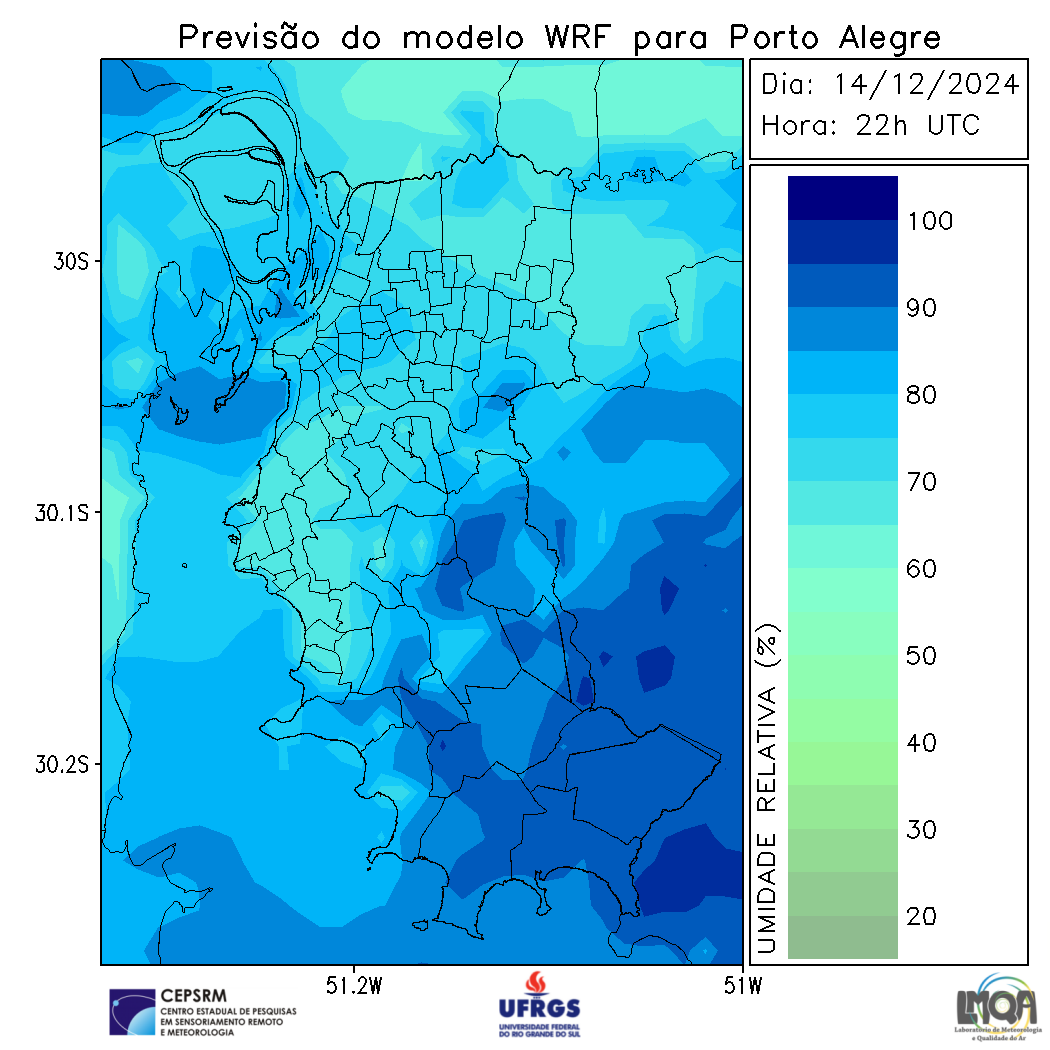 Previsão do modelo WRF para Porto Alegre
Dia: 14/12/2024
Hora: 22h UTC
30S
30.1S
30.2S
51.2W
51W
100
90
80
70
60
50
40
30
20
UMIDADE RELATIVA (%)
CEPSRM
CENTRO ESTADUAL DE PESQUISAS
EM SENSORIAMENTO REMOTO
E METEOROLOGIA
UFRGS
UNIVERSIDADE FEDERAL
DO RIO GRANDE DO SUL
LMQA
Laboratório de Meteorologia
e Qualidade do Ar